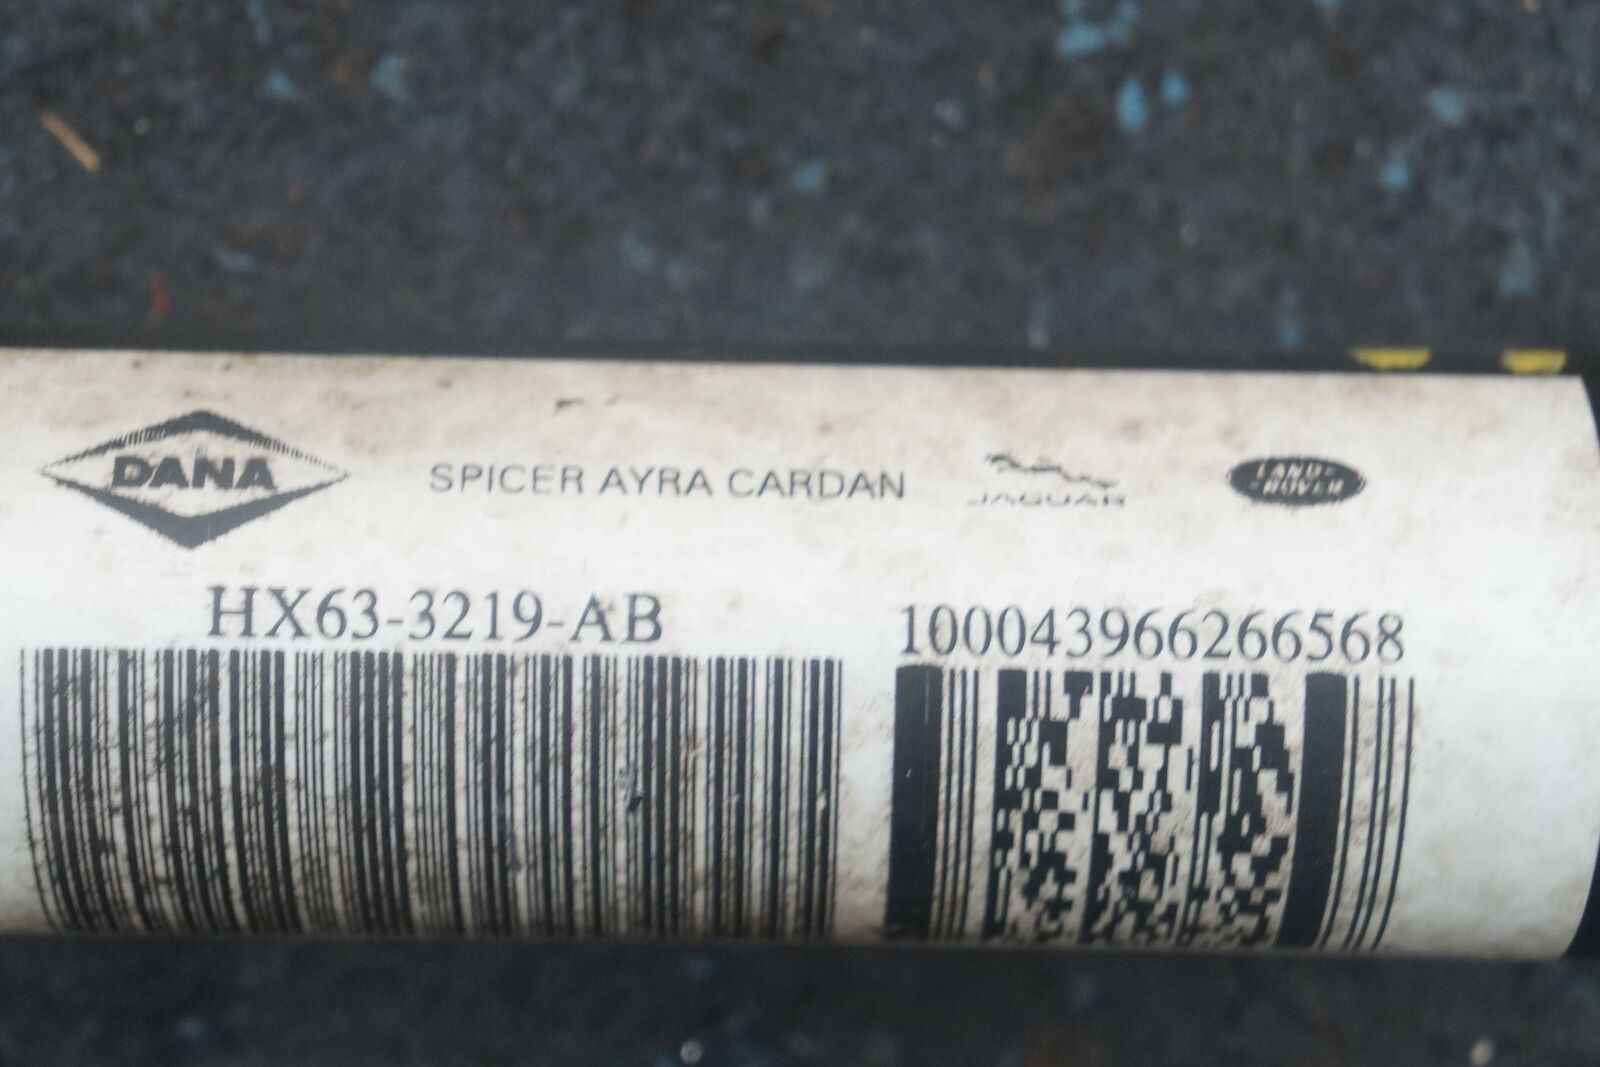 DANA SPICER AYRA CARDAN JAGUAR LAND-
-ROVER
HX63-3219-AB 100043966266568